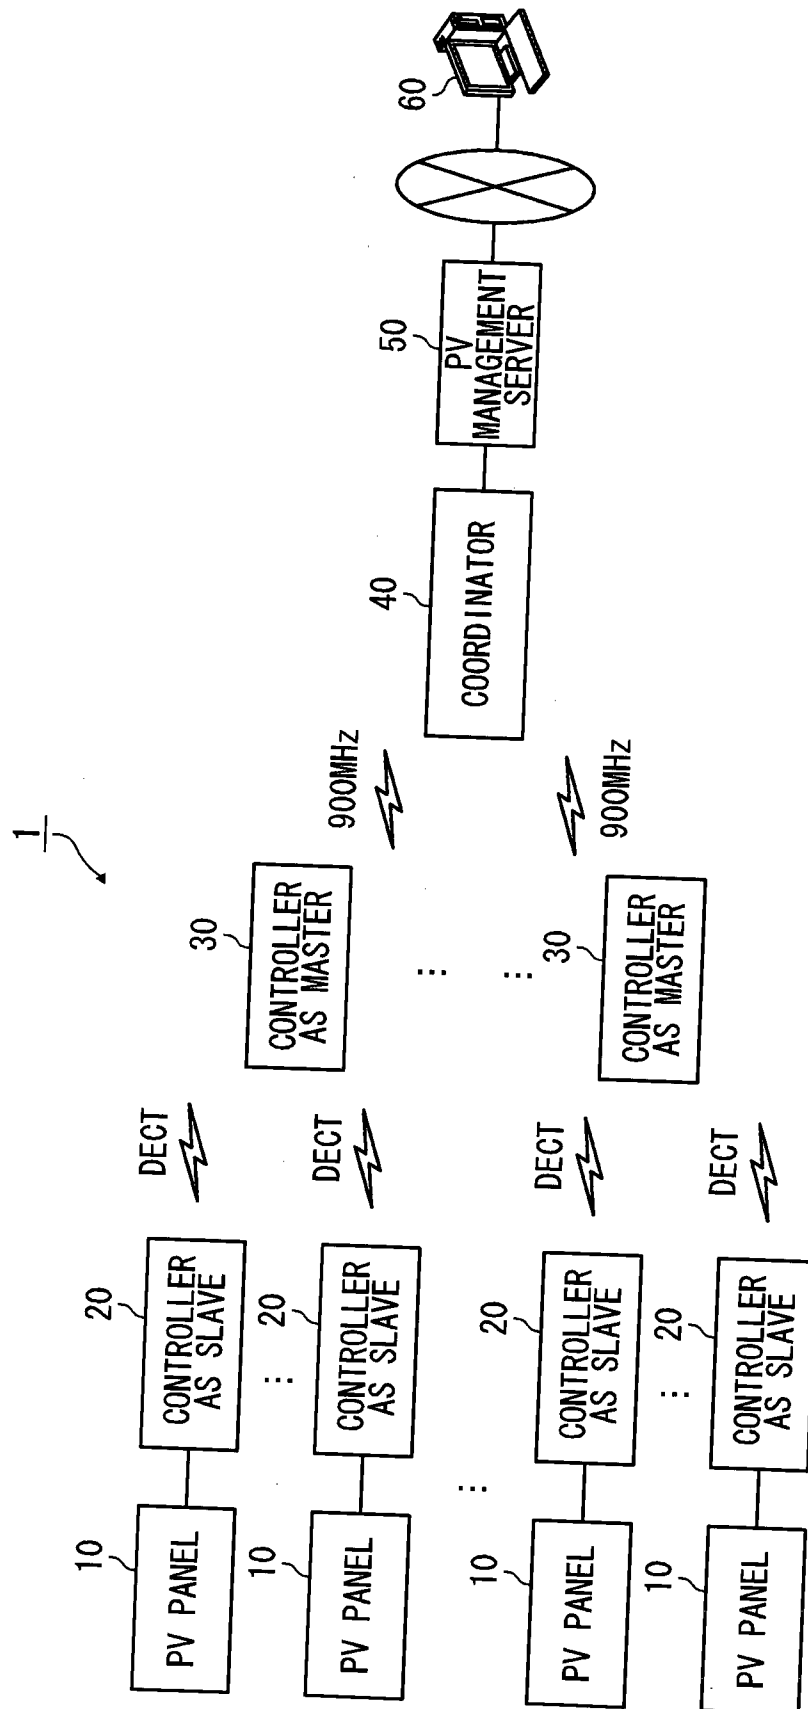 1
10
PV PANEL
20
CONTROLLER
AS SLAVE
DECT
10
PV PANEL
20
CONTROLLER
AS SLAVE
DECT
30
CONTROLLER
AS MASTER
900MHz
...
...
...
...
...
10
PV PANEL
20
CONTROLLER
AS SLAVE
DECT
10
PV PANEL
20
CONTROLLER
AS SLAVE
DECT
30
CONTROLLER
AS MASTER
900MHz
40
COORDINATOR
50
PV
MANAGEMENT
SERVER
60